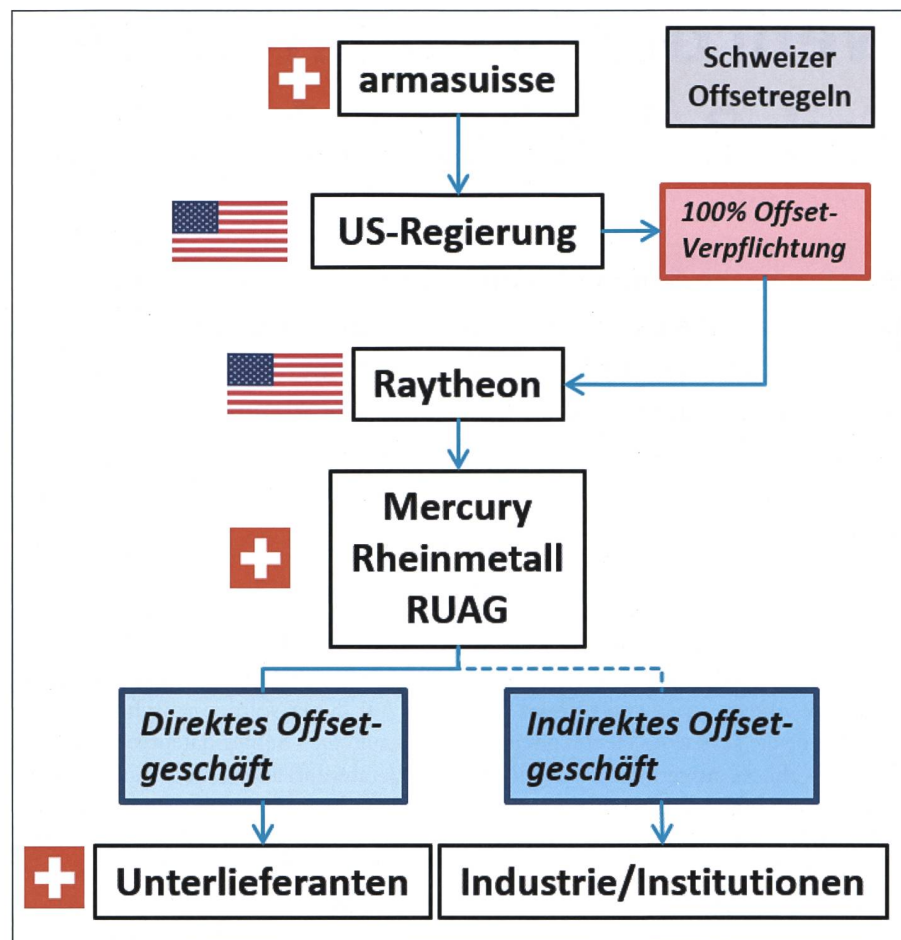 armasuisse
Schweizer
Offsetregeln
US-Regierung
100% Offset-
Verpflichtung
Raytheon
Mercury
Rheinmetall
RUAG
Direktes Offset-
geschäft
Indirektes Offset-
geschäft
Unterlieferanten
Industrie/Institutionen